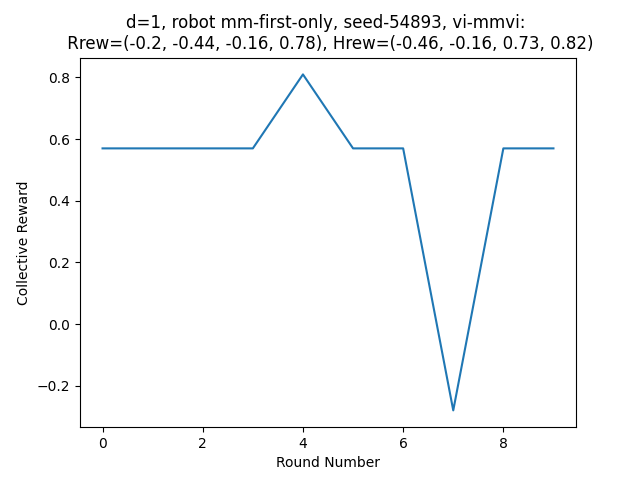 d=1, robot mm-first-only, seed-54893, vi-mmvi:
Rrew=(-0.2, -0.44, -0.16, 0.78), Hrew=(-0.46, -0.16, 0.73, 0.82)
0.8
0.6
0.4
0.2
0.0
−0.2
Collective Reward
0 2 4 6 8
Round Number